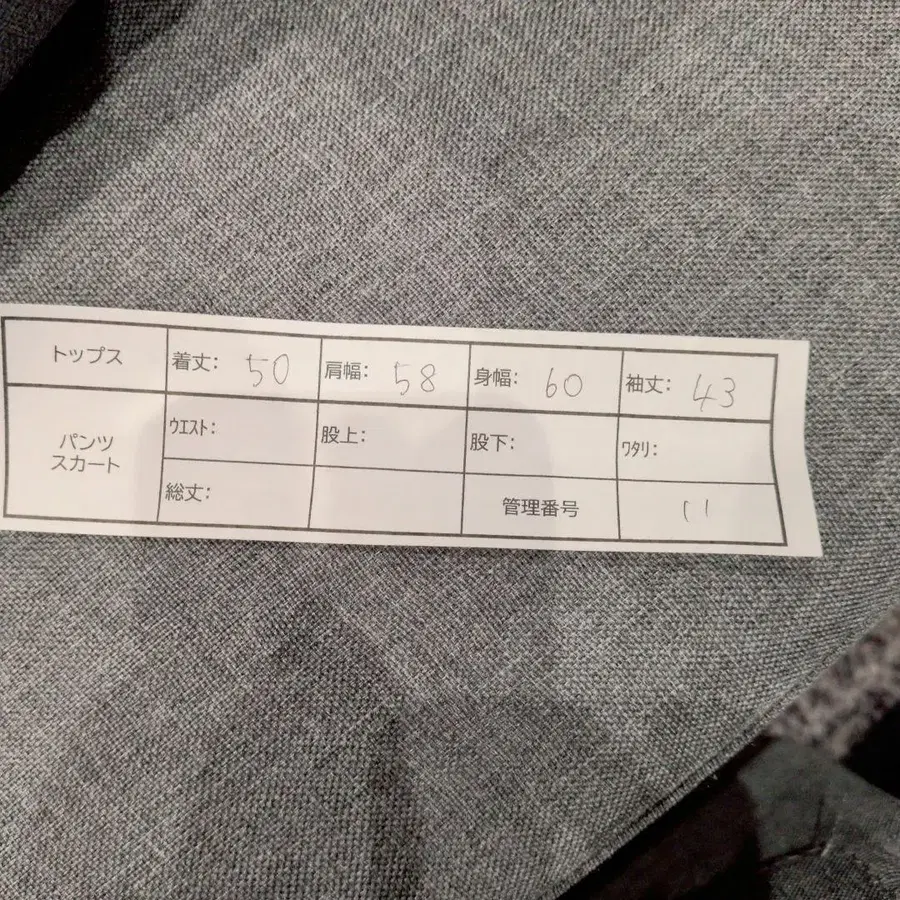 トップス 着丈: 50 肩幅: 58 身幅: 60 袖丈: 43
パンツ
スカート
ウエスト: 股上: 股下: ワタリ:
総丈: 管理番号 11